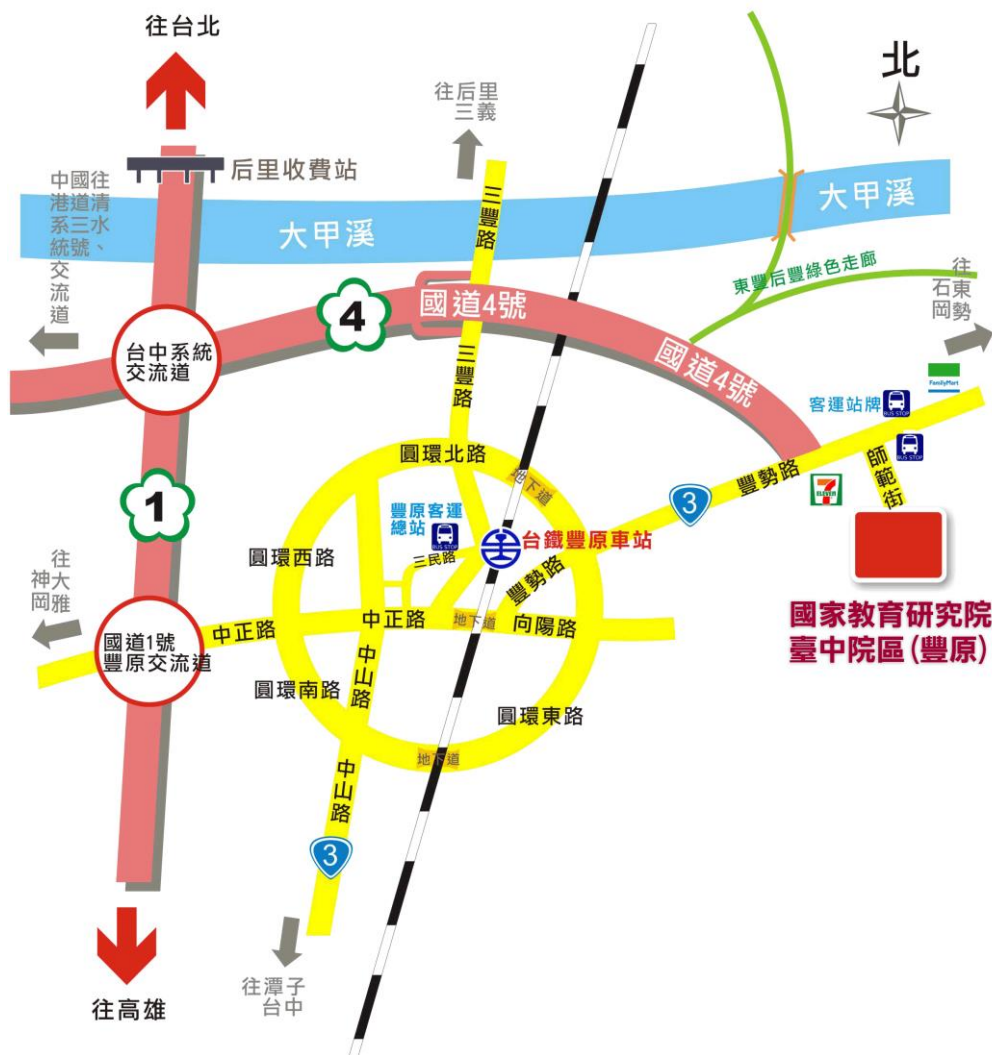 往台北
北
往后里
三義
后里收費站
往清水、
國道三號、
中港系統交流道
大甲溪
大甲溪
三豐路
東豐后豐綠色走廊
往東勢
石岡
4
國道4號
國道4號
台中系統
交流道
三豐路
FamilyMart
客運站牌
BUS STOP
BUS STOP
圓環北路
地下道
豐勢路
師範街
1
3
7
ELEVEN
豐原客運
總站
BUS STOP
台鐵豐原車站
三民路
圓環西路
豐勢路
往大雅
神岡
國道1號
豐原交流道
中正路
中正路
地下道
向陽路
國家教育研究院
臺中院區(豐原)
中山路
圓環南路
圓環東路
地下道
中山路
3
往潭子
台中
往高雄